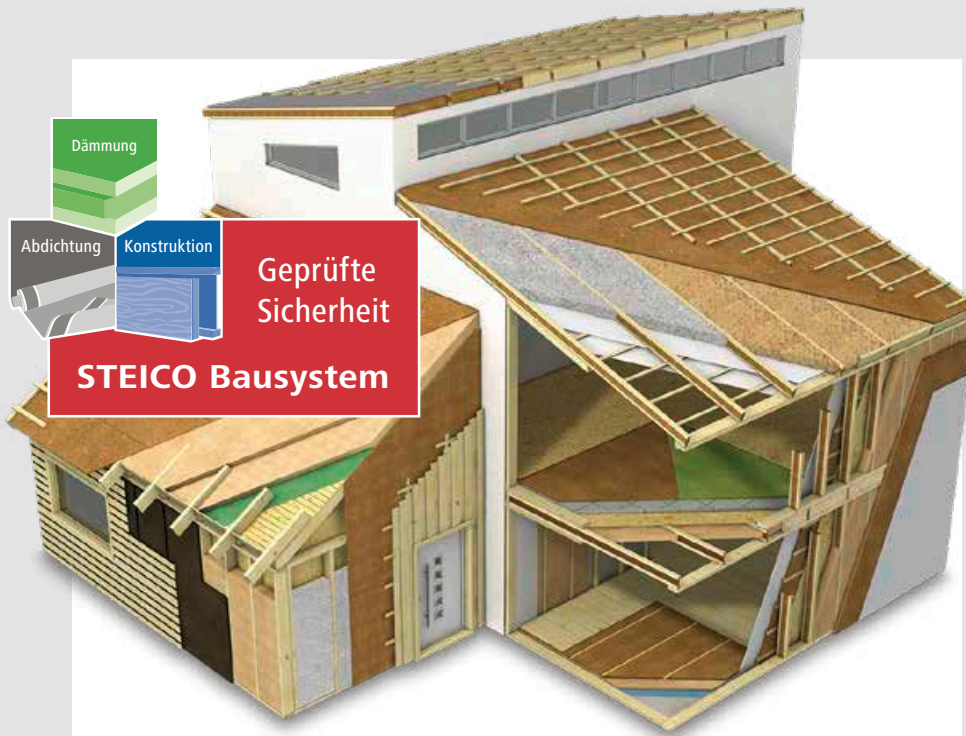 Dämmung
Abdichtung
Konstruktion
Geprüfte
Sicherheit
STEICO Bausystem